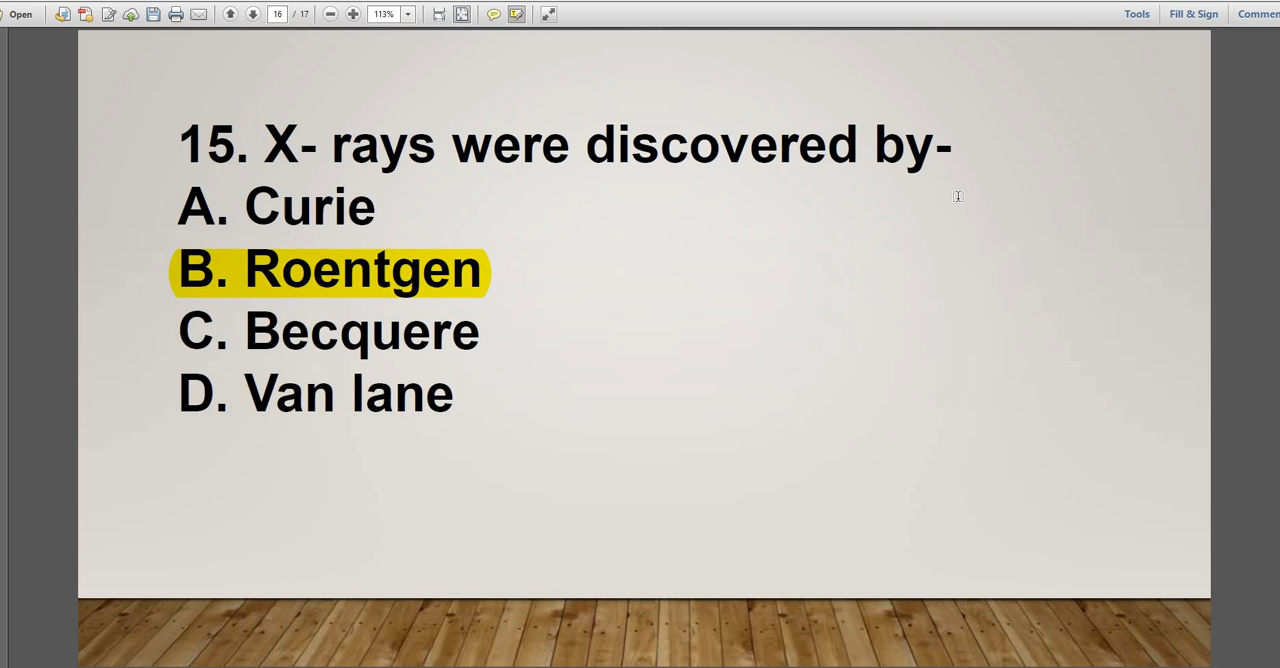 Open 16 / 17 113% Tools Fill & Sign Commen
15. X- rays were discovered by-
A. Curie
B. Roentgen
C. Becquere
D. Van lane